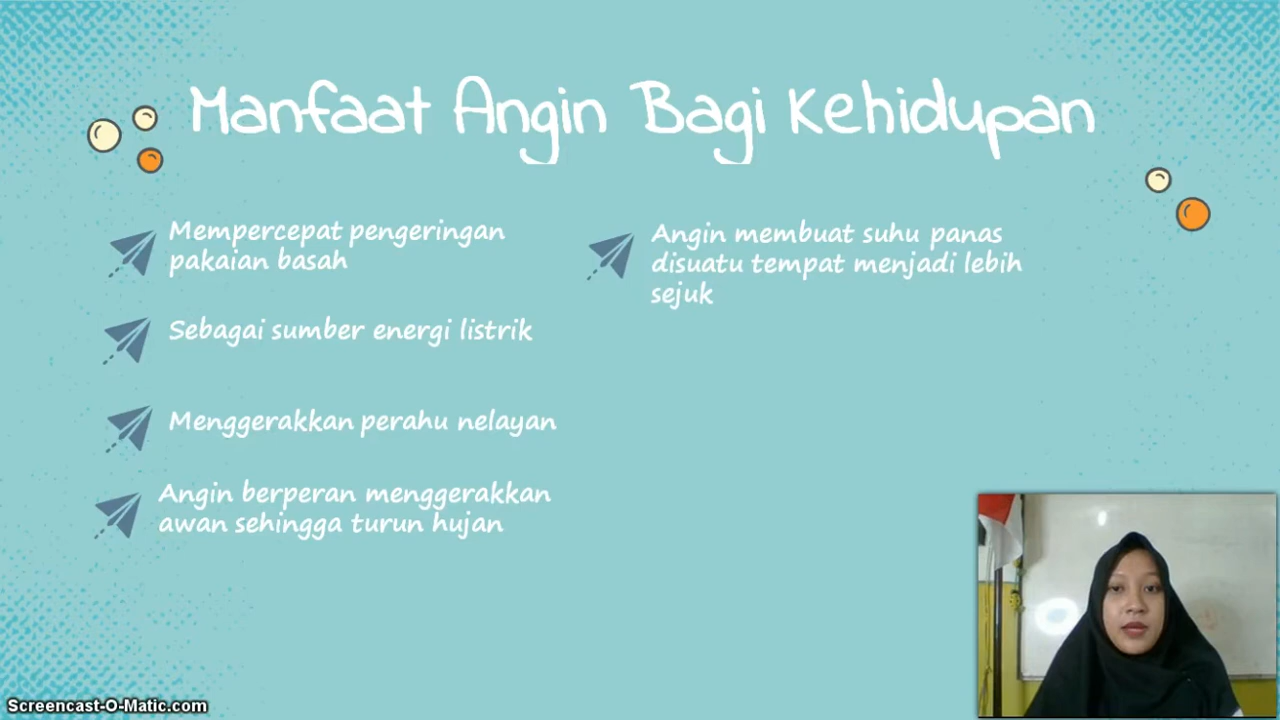 Manfaat Angin Bagi Kehidupan
Mempercepat pengeringan
pakaian basah
Sebagai sumber energi listrik
Menggerakkan perahu nelayan
Angin berperan menggerakkan
awan sehingga turun hujan
Angin membuat suhu panas
disuatu tempat menjadi lebih
sejuk
Screencast-O-Matic.com